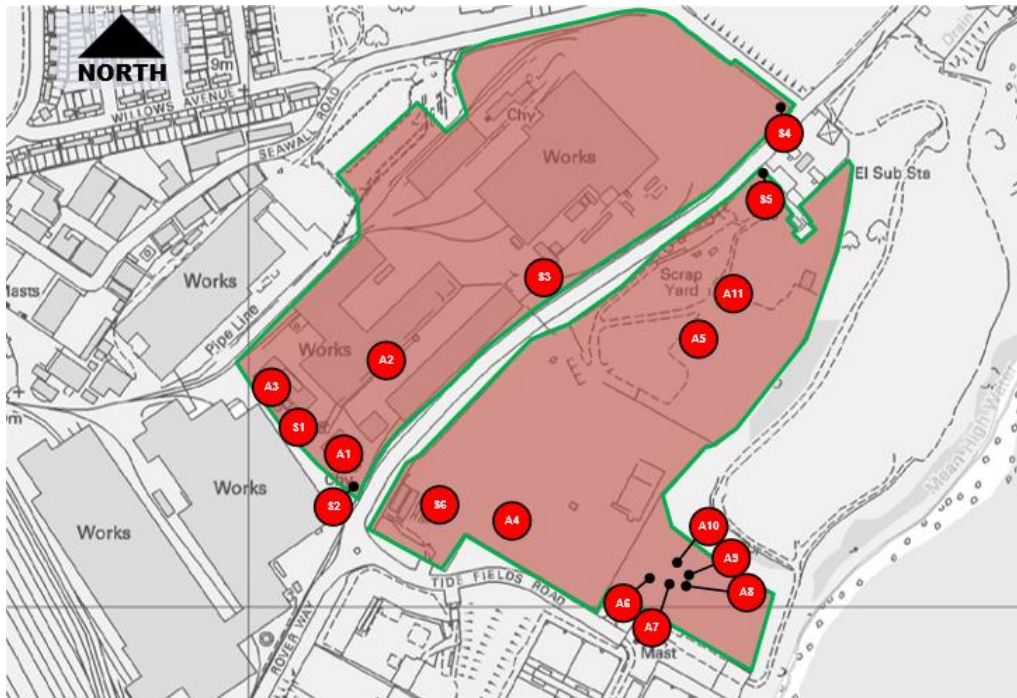 NORTH
9m
WILLOWS AVENUE
SEAWALL ROAD
Drain
Chy
Works
S4
El Sub Sta
S5
Works
Pipe Line
S3
Scrap
Yard
A11
A5
Works
A2
A3
S1
A1
Chy
S2
Works
Works
S6
A4
Mean High Water
TIDE FIELDS ROAD
ROVER WAY
A10
A9
A8
A6
A7
Mast